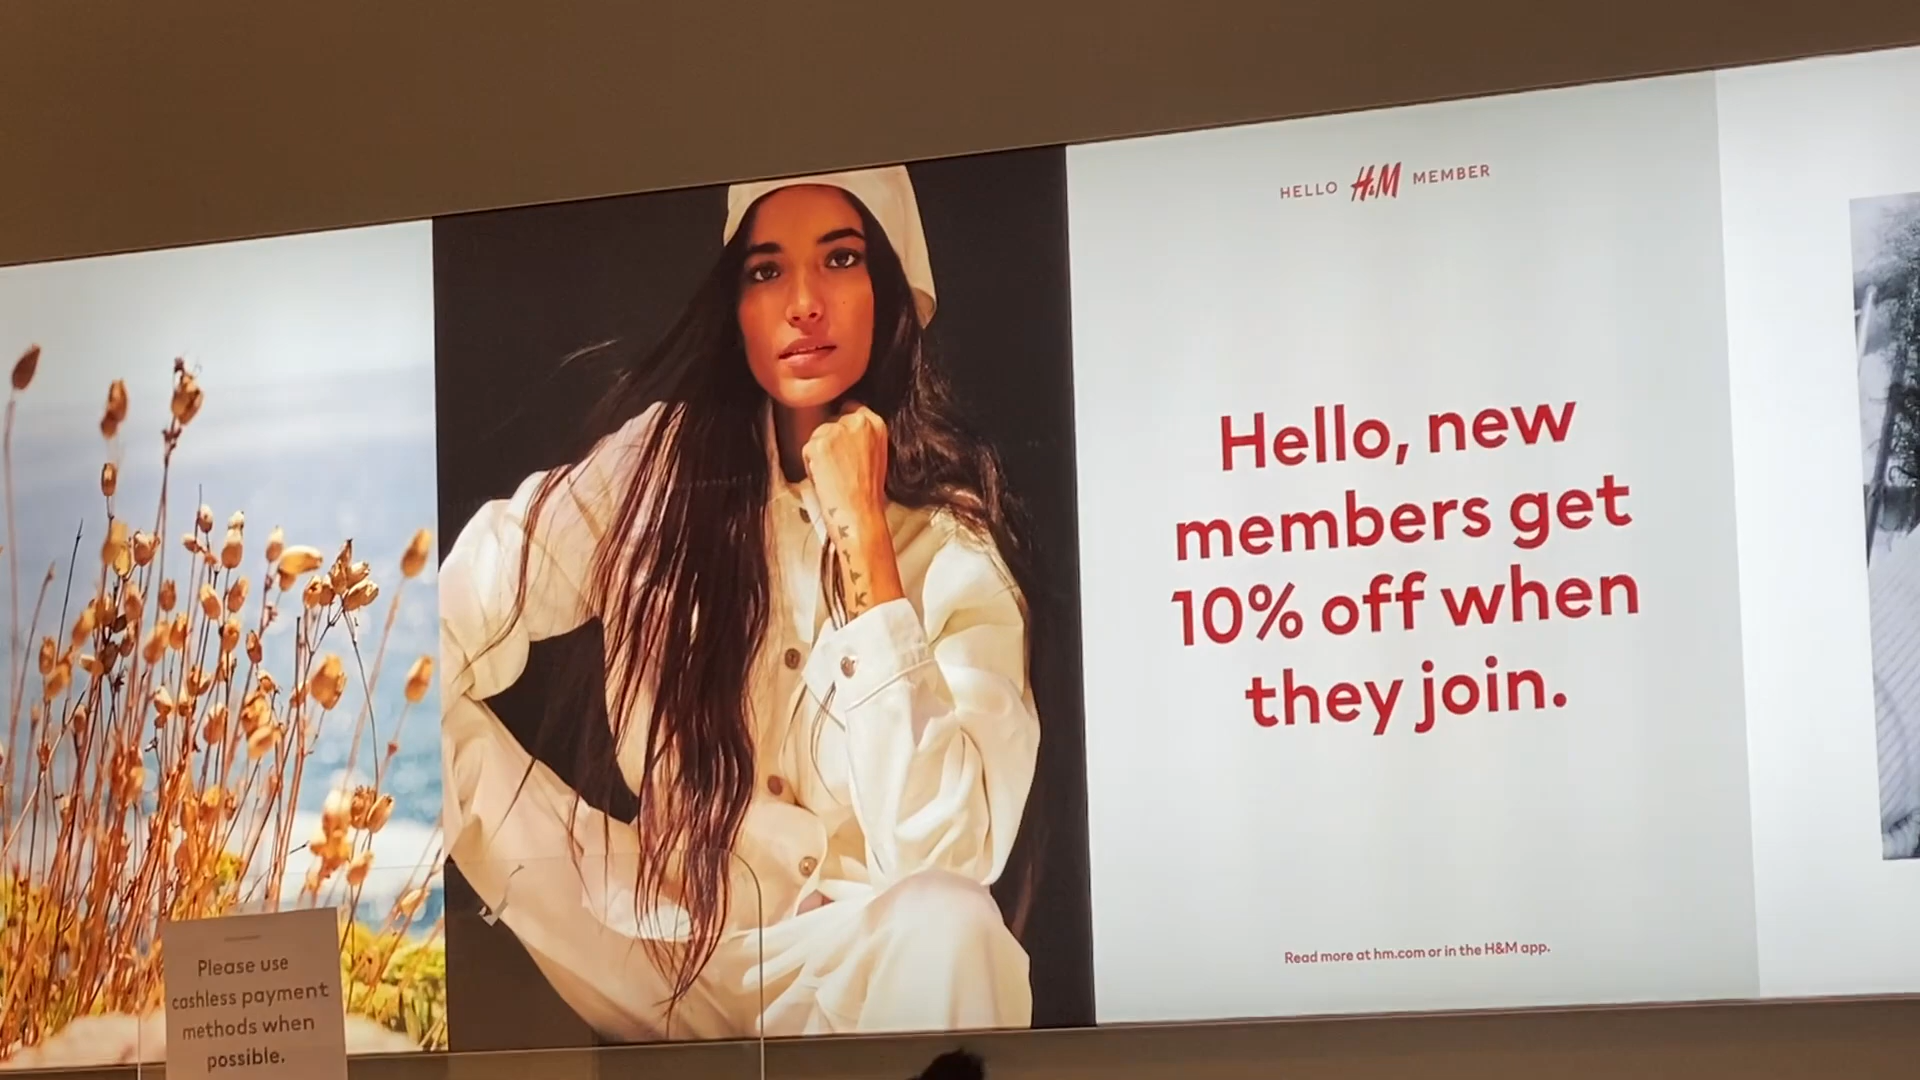 HELLO H&M MEMBER
Hello, new
members get
10% off when
they join.
Read more at hm.com or in the H&M app.
Please use
cashless payment
methods when
possible.